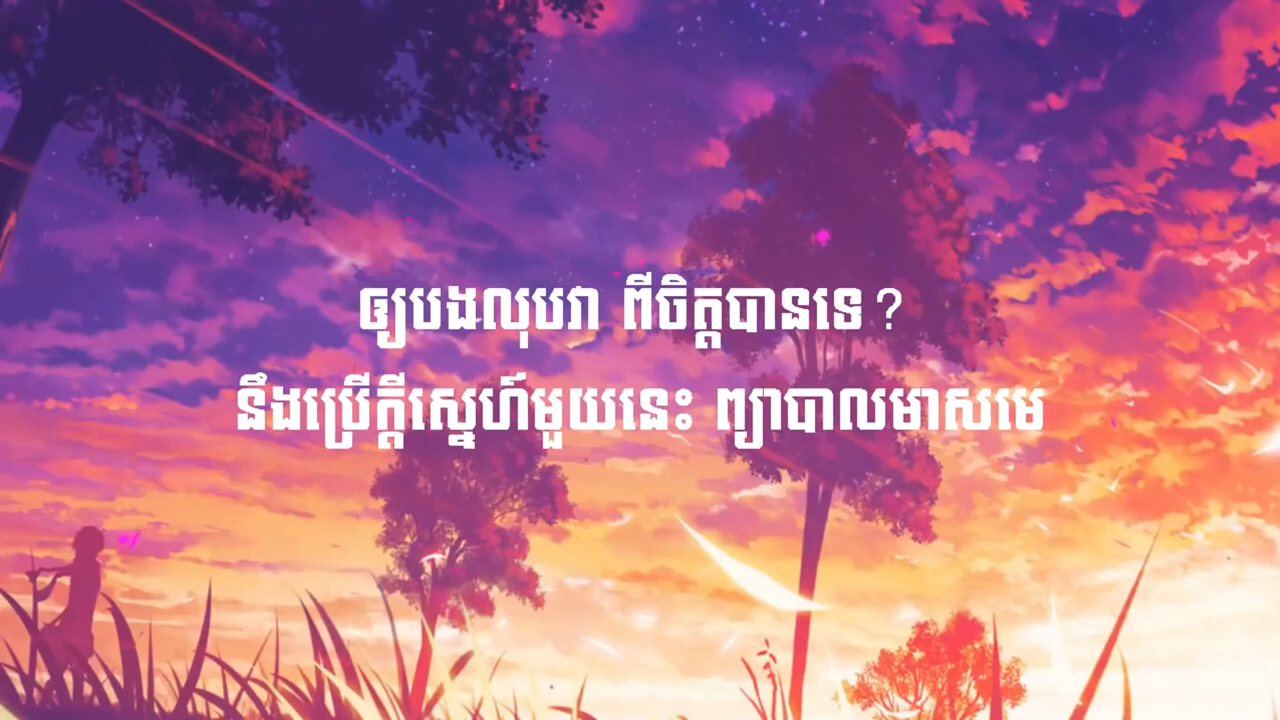 ឲ្យបងលុបវា ពីចិត្តបានទេ?
នឹងប្រើក្ដីស្នេហ៍មួយនេះ ព្យាបាលមាសមេ